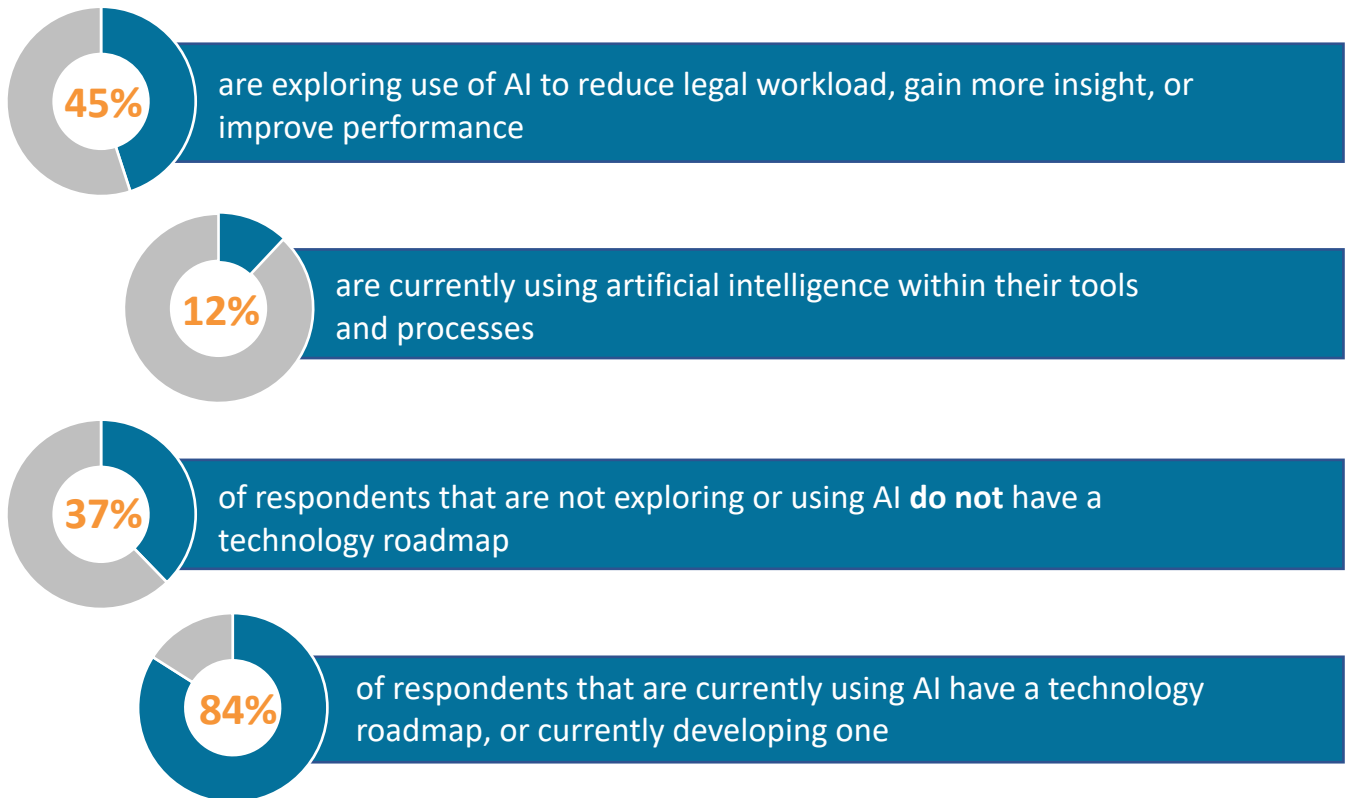 45%
are exploring use of AI to reduce legal workload, gain more insight, or
improve performance
12%
are currently using artificial intelligence within their tools
and processes
37%
of respondents that are not exploring or using AI do not have a
technology roadmap
84%
of respondents that are currently using AI have a technology
roadmap, or currently developing one